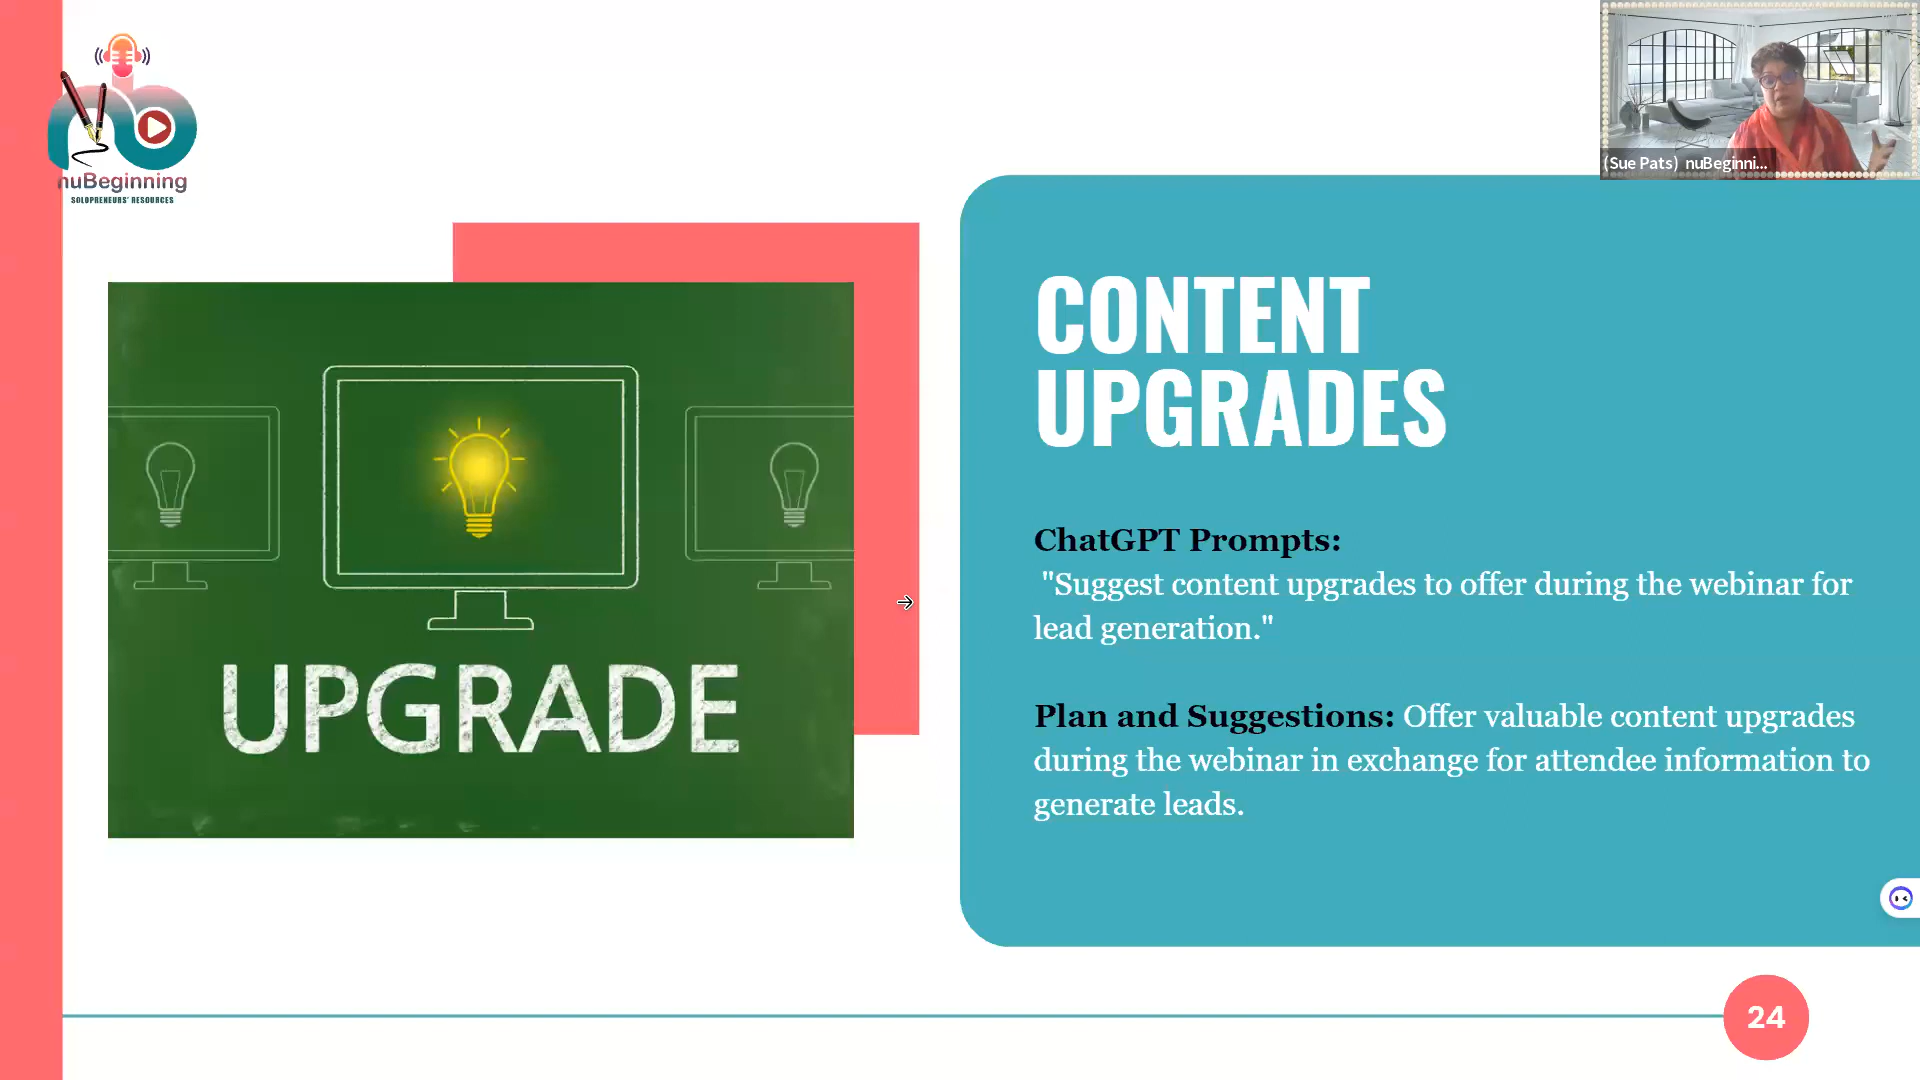 nuBeginning
SOLOPRENEURS' RESOURCES
(Sue Pats) nuBeginni...
UPGRADE
CONTENT
UPGRADES
ChatGPT Prompts:
"Suggest content upgrades to offer during the webinar for
lead generation."
Plan and Suggestions: Offer valuable content upgrades
during the webinar in exchange for attendee information to
generate leads.
24